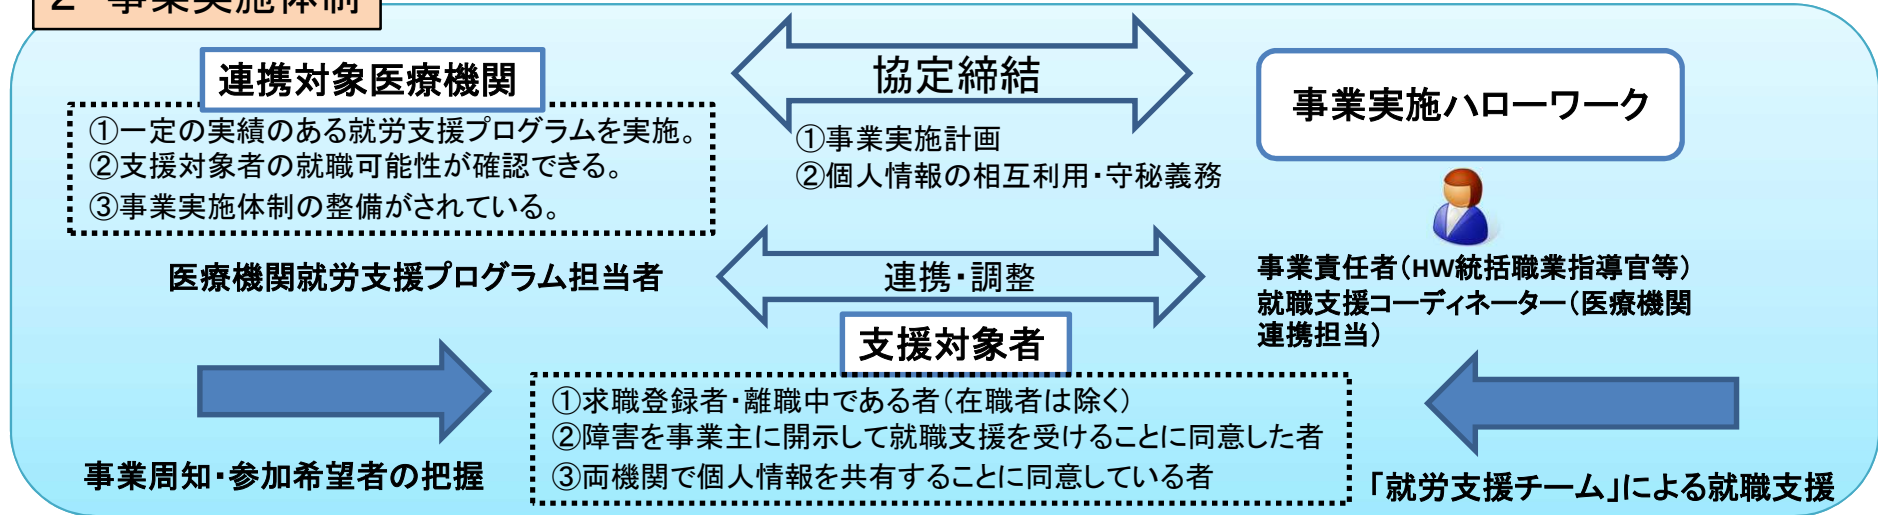 2 事業実施体制
連携対象医療機関
①一定の実績のある就労支援プログラムを実施。
②支援対象者の就職可能性が確認できる。
③事業実施体制の整備がされている。
協定締結
①事業実施計画
②個人情報の相互利用・守秘義務
事業実施ハローワーク
医療機関就労支援プログラム担当者
連携・調整
事業責任者(HW統括職業指導官等)
就職支援コーディネーター(医療機関
連携担当)
支援対象者
①求職登録者・離職中である者(在職者は除く)
②障害を事業主に開示して就職支援を受けることに同意した者
③両機関で個人情報を共有することに同意している者
事業周知・参加希望者の把握
「就労支援チーム」による就職支援